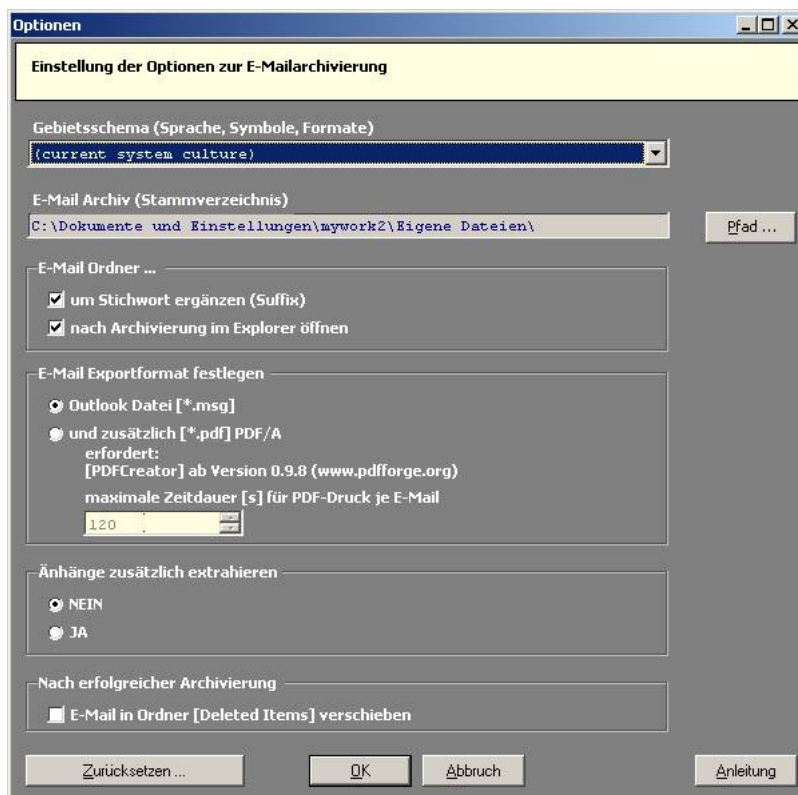 Optionen
Einstellung der Optionen zur E-Mailarchivierung
Gebietsschema (Sprache, Symbole, Formate)
(current system culture)
E-Mail Archiv (Stammverzeichnis)
C:\Dokumente und Einstellungen\mywork2\Eigene Dateien\
Pfad ...
E-Mail Ordner ...
um Stichwort ergänzen (Suffix)
nach Archivierung im Explorer öffnen
E-Mail Exportformat festlegen
Outlook Datei [*.msg]
und zusätzlich [*.pdf] PDF/A
erfordert:
[PDFCreator] ab Version 0.9.8 (www.pdfforge.org)
maximale Zeitdauer [s] für PDF-Druck je E-Mail
120
Änhänge zusätzlich extrahieren
NEIN
JA
Nach erfolgreicher Archivierung
E-Mail in Ordner [Deleted Items] verschieben
Zurücksetzen ...
OK
Abbruch
Anleitung